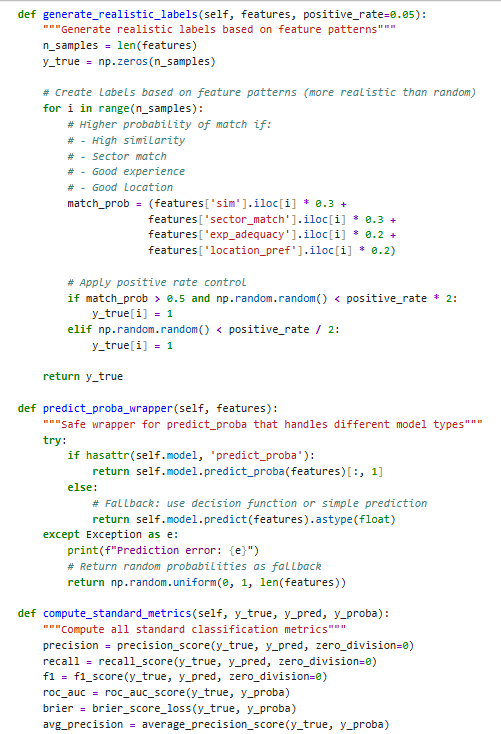 def generate_realistic_labels(self, features, positive_rate=0.05):
    """Generate realistic labels based on feature patterns"""
    n_samples = len(features)
    y_true = np.zeros(n_samples)

    # Create labels based on feature patterns (more realistic than random)
    for i in range(n_samples):
        # Higher probability of match if:
        # - High similarity
        # - Sector match
        # - Good experience
        # - Good location
        match_prob = (features['sim'].iloc[i] * 0.3 +
                      features['sector_match'].iloc[i] * 0.3 +
                      features['exp_adequacy'].iloc[i] * 0.2 +
                      features['location_pref'].iloc[i] * 0.2)

        # Apply positive rate control
        if match_prob > 0.5 and np.random.random() < positive_rate * 2:
            y_true[i] = 1
        elif np.random.random() < positive_rate / 2:
            y_true[i] = 1

    return y_true

def predict_proba_wrapper(self, features):
    """Safe wrapper for predict_proba that handles different model types"""
    try:
        if hasattr(self.model, 'predict_proba'):
            return self.model.predict_proba(features)[:, 1]
        else:
            # Fallback: use decision function or simple prediction
            return self.model.predict(features).astype(float)
    except Exception as e:
        print(f"Prediction error: {e}")
        # Return random probabilities as fallback
        return np.random.uniform(0, 1, len(features))

def compute_standard_metrics(self, y_true, y_pred, y_proba):
    """Compute all standard classification metrics"""
    precision = precision_score(y_true, y_pred, zero_division=0)
    recall = recall_score(y_true, y_pred, zero_division=0)
    f1 = f1_score(y_true, y_pred, zero_division=0)
    roc_auc = roc_auc_score(y_true, y_proba)
    brier = brier_score_loss(y_true, y_proba)
    avg_precision = average_precision_score(y_true, y_proba)